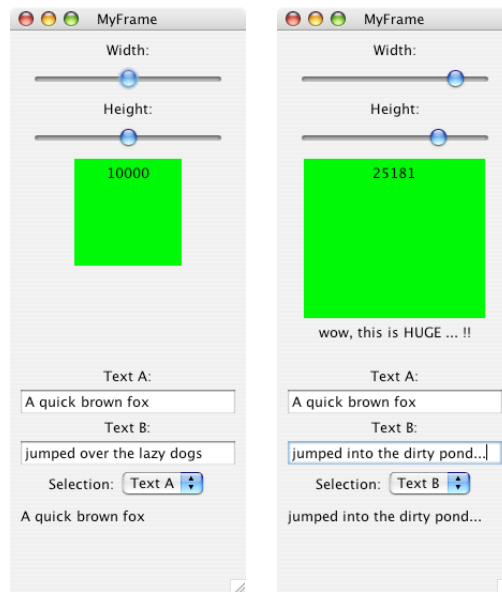 MyFrame
Width:
Height:
10000
Text A:
A quick brown fox
Text B:
jumped over the lazy dogs
Selection: Text A
A quick brown fox
MyFrame
Width:
Height:
25181
wow, this is HUGE ... !!
Text A:
A quick brown fox
Text B:
jumped into the dirty pond...
Selection: Text B
jumped into the dirty pond...